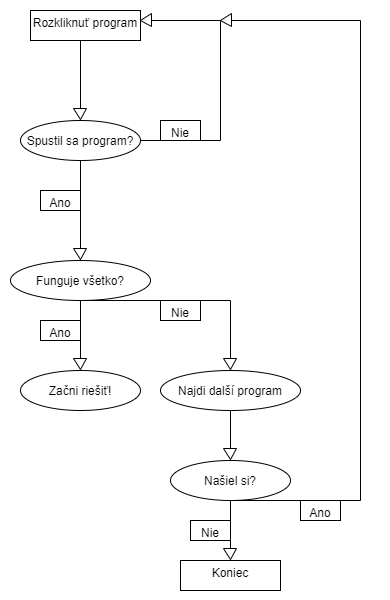 Rozkliknuť program
Spustil sa program?
Nie
Ano
Funguje všetko?
Nie
Ano
Začni riešiť!
Najdi další program
Našiel si?
Ano
Nie
Koniec